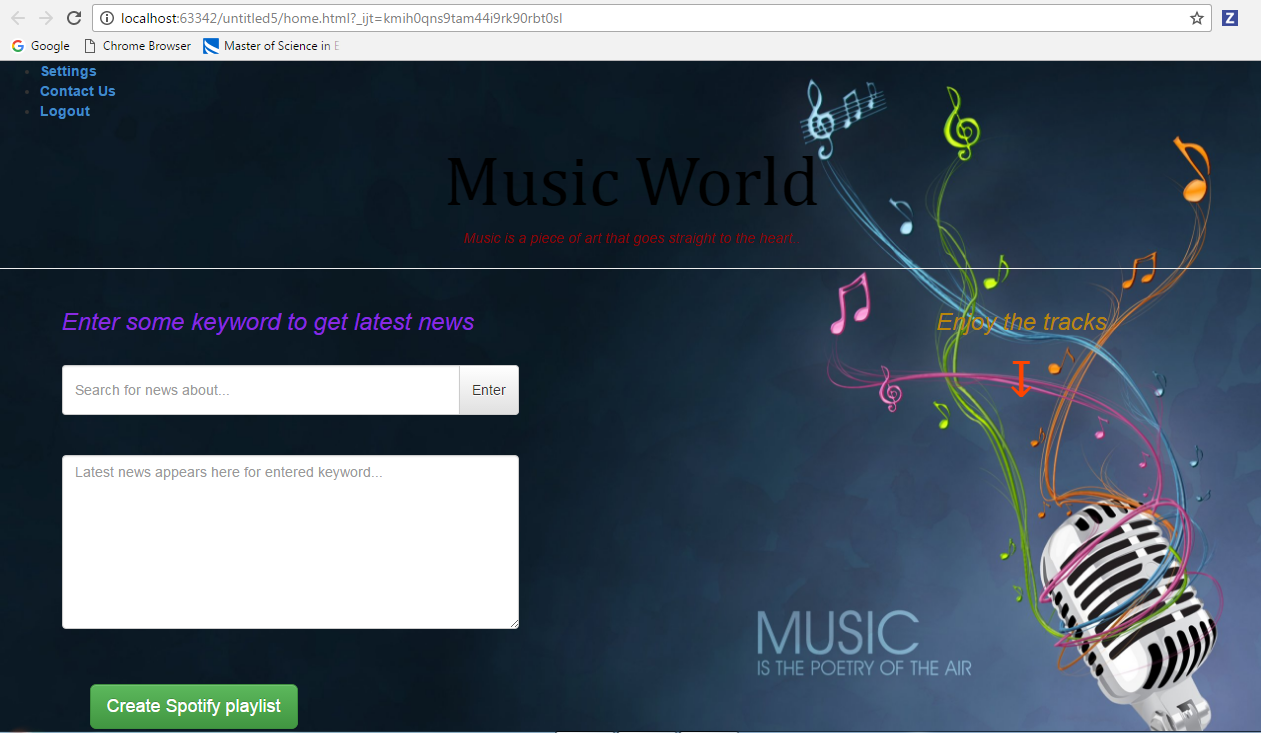 localhost:63342/untitled5/home.html?_ijt=kmih0qns9tam44i9rk90rbt0sl
Z
Google
Chrome Browser
Master of Science in E
Settings
Contact Us
Logout
Music World
Music is a piece of art that goes straight to the heart..
Enter some keyword to get latest news
Enjoy the tracks
Search for news about...
Enter
Latest news appears here for entered keyword...
MUSIC
IS THE POETRY OF THE AIR
Create Spotify playlist